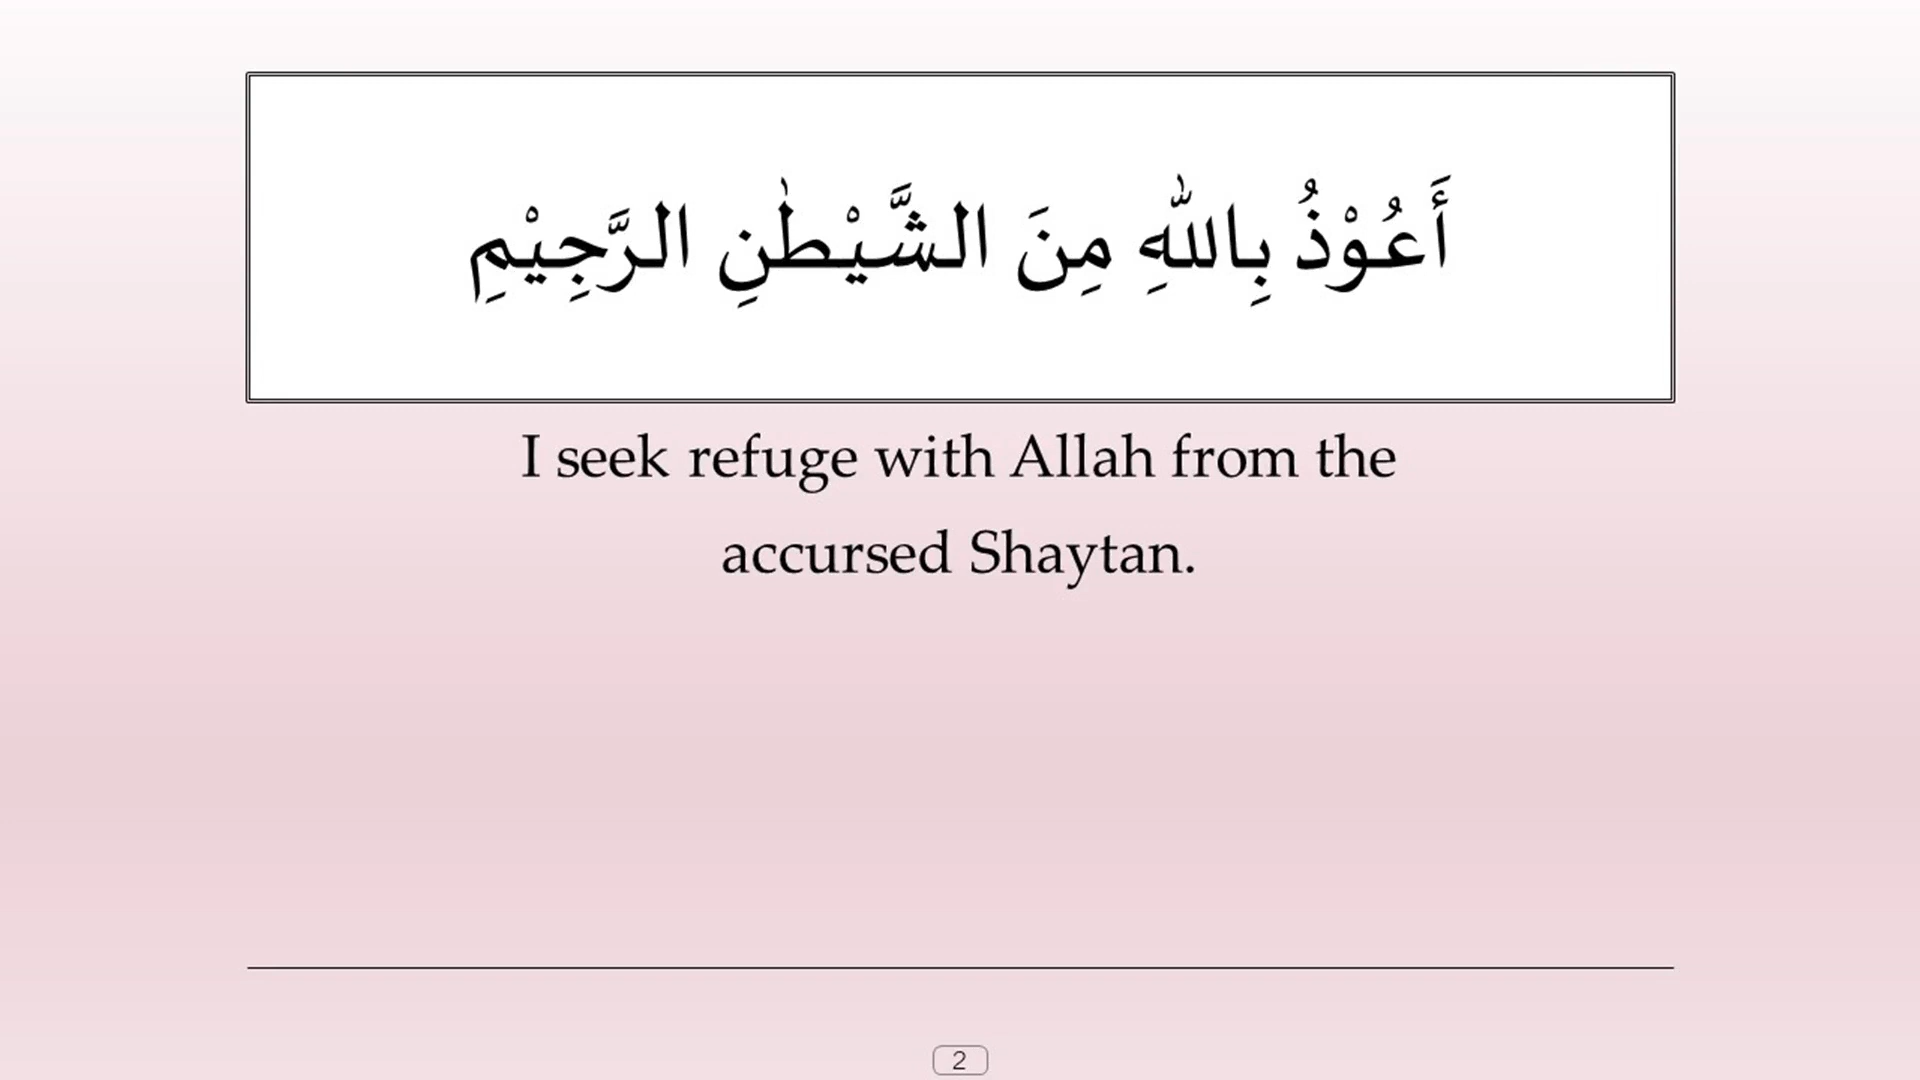 أَعُوْذُ بِاللّٰهِ مِنَ الشَّيْطٰنِ الرَّجِيْمِ
I seek refuge with Allah from the
accursed Shaytan.
2